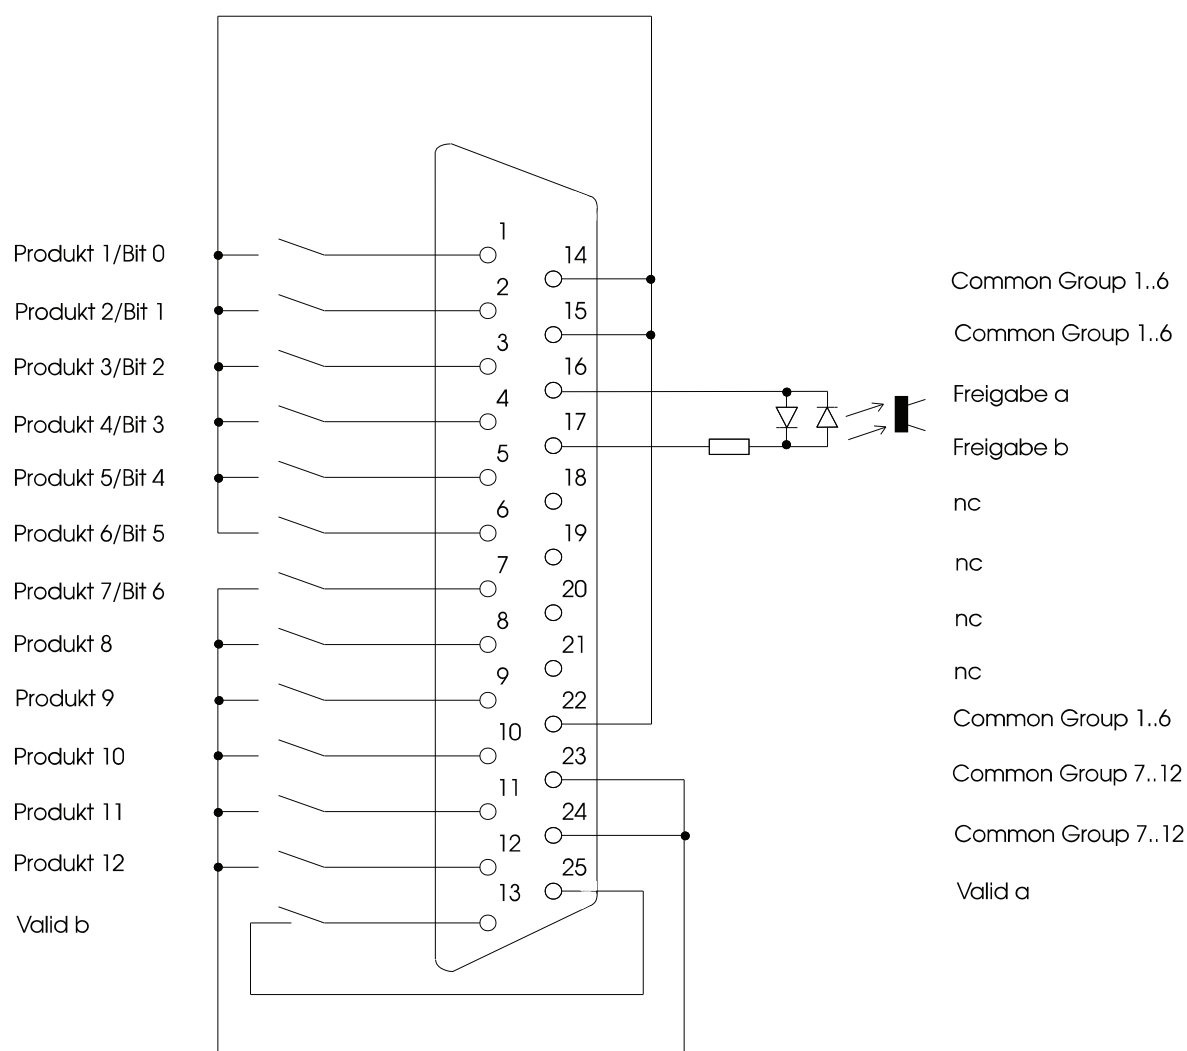 1
Produkt 1/Bit 0
14
2
Common Group 1..6
Produkt 2/Bit 1
15
3
Common Group 1..6
Produkt 3/Bit 2
16
4
Freigabe a
Produkt 4/Bit 3
17
5
Freigabe b
Produkt 5/Bit 4
18
6
nc
Produkt 6/Bit 5
19
7
nc
Produkt 7/Bit 6
20
8
nc
Produkt 8
21
9
nc
Produkt 9
22
10
Common Group 1..6
Produkt 10
23
11
Common Group 7..12
Produkt 11
24
12
Common Group 7..12
Produkt 12
25
13
Valid a
Valid b